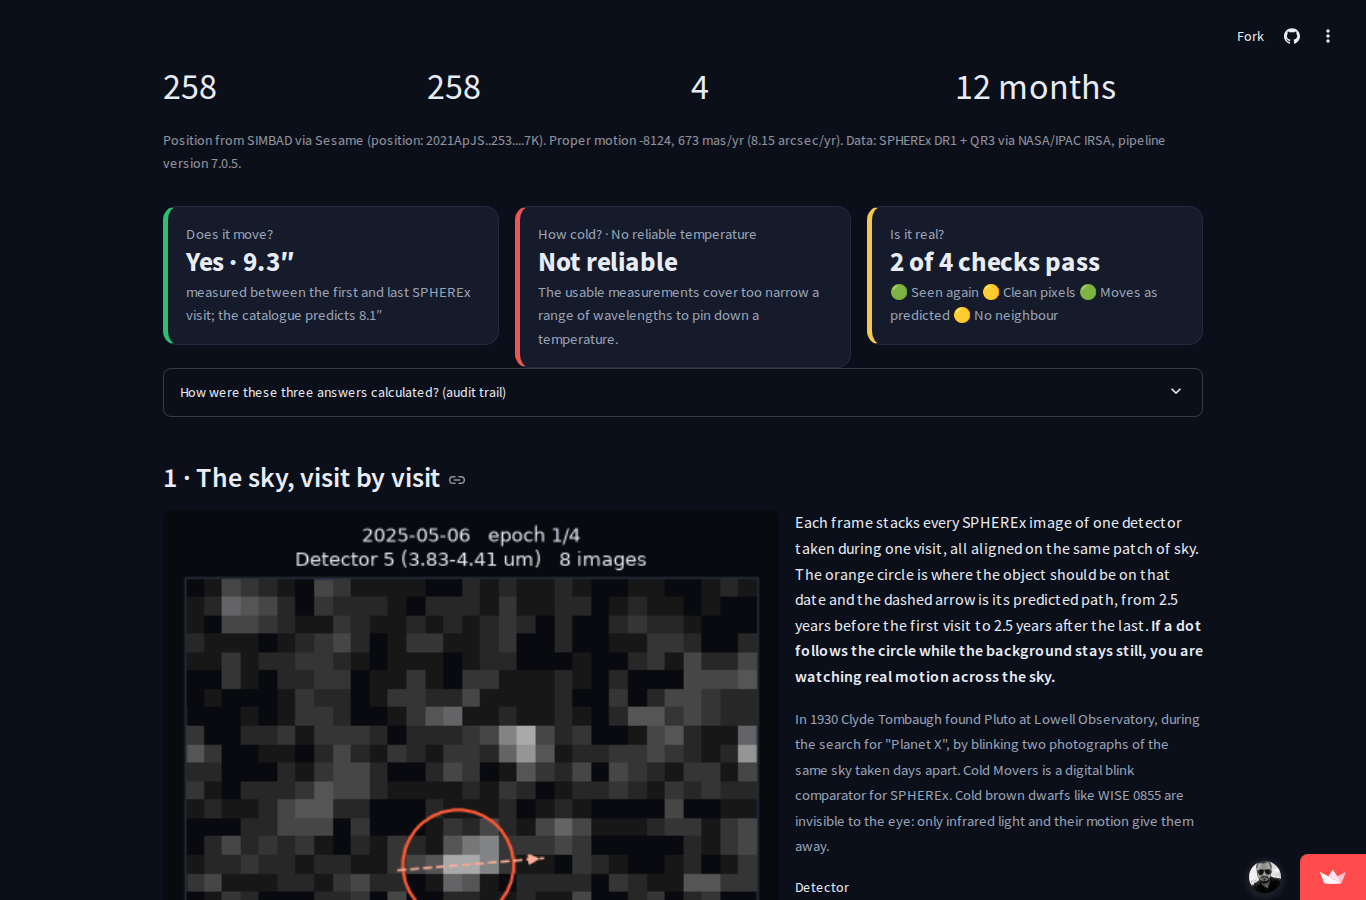 Fork
258
258
4
12 months
Position from SIMBAD via Sesame (position: 2021ApJS..253....7K). Proper motion -8124, 673 mas/yr (8.15 arcsec/yr). Data: SPHEREx DR1 + QR3 via NASA/IPAC IRSA, pipeline
version 7.0.5.
Does it move?
Yes · 9.3″
measured between the first and last SPHEREx
visit; the catalogue predicts 8.1″
How cold? · No reliable temperature
Not reliable
The usable measurements cover too narrow a
range of wavelengths to pin down a
temperature.
Is it real?
2 of 4 checks pass
Seen again Clean pixels Moves as
predicted No neighbour
How were these three answers calculated? (audit trail)
1 · The sky, visit by visit
2025-05-06 epoch 1/4
Detector 5 (3.83-4.41 um) 8 images
Each frame stacks every SPHEREx image of one detector
taken during one visit, all aligned on the same patch of sky.
The orange circle is where the object should be on that
date and the dashed arrow is its predicted path, from 2.5
years before the first visit to 2.5 years after the last. If a dot
follows the circle while the background stays still, you are
watching real motion across the sky.
In 1930 Clyde Tombaugh found Pluto at Lowell Observatory, during
the search for "Planet X", by blinking two photographs of the
same sky taken days apart. Cold Movers is a digital blink
comparator for SPHEREx. Cold brown dwarfs like WISE 0855 are
invisible to the eye: only infrared light and their motion give them
away.
Detector